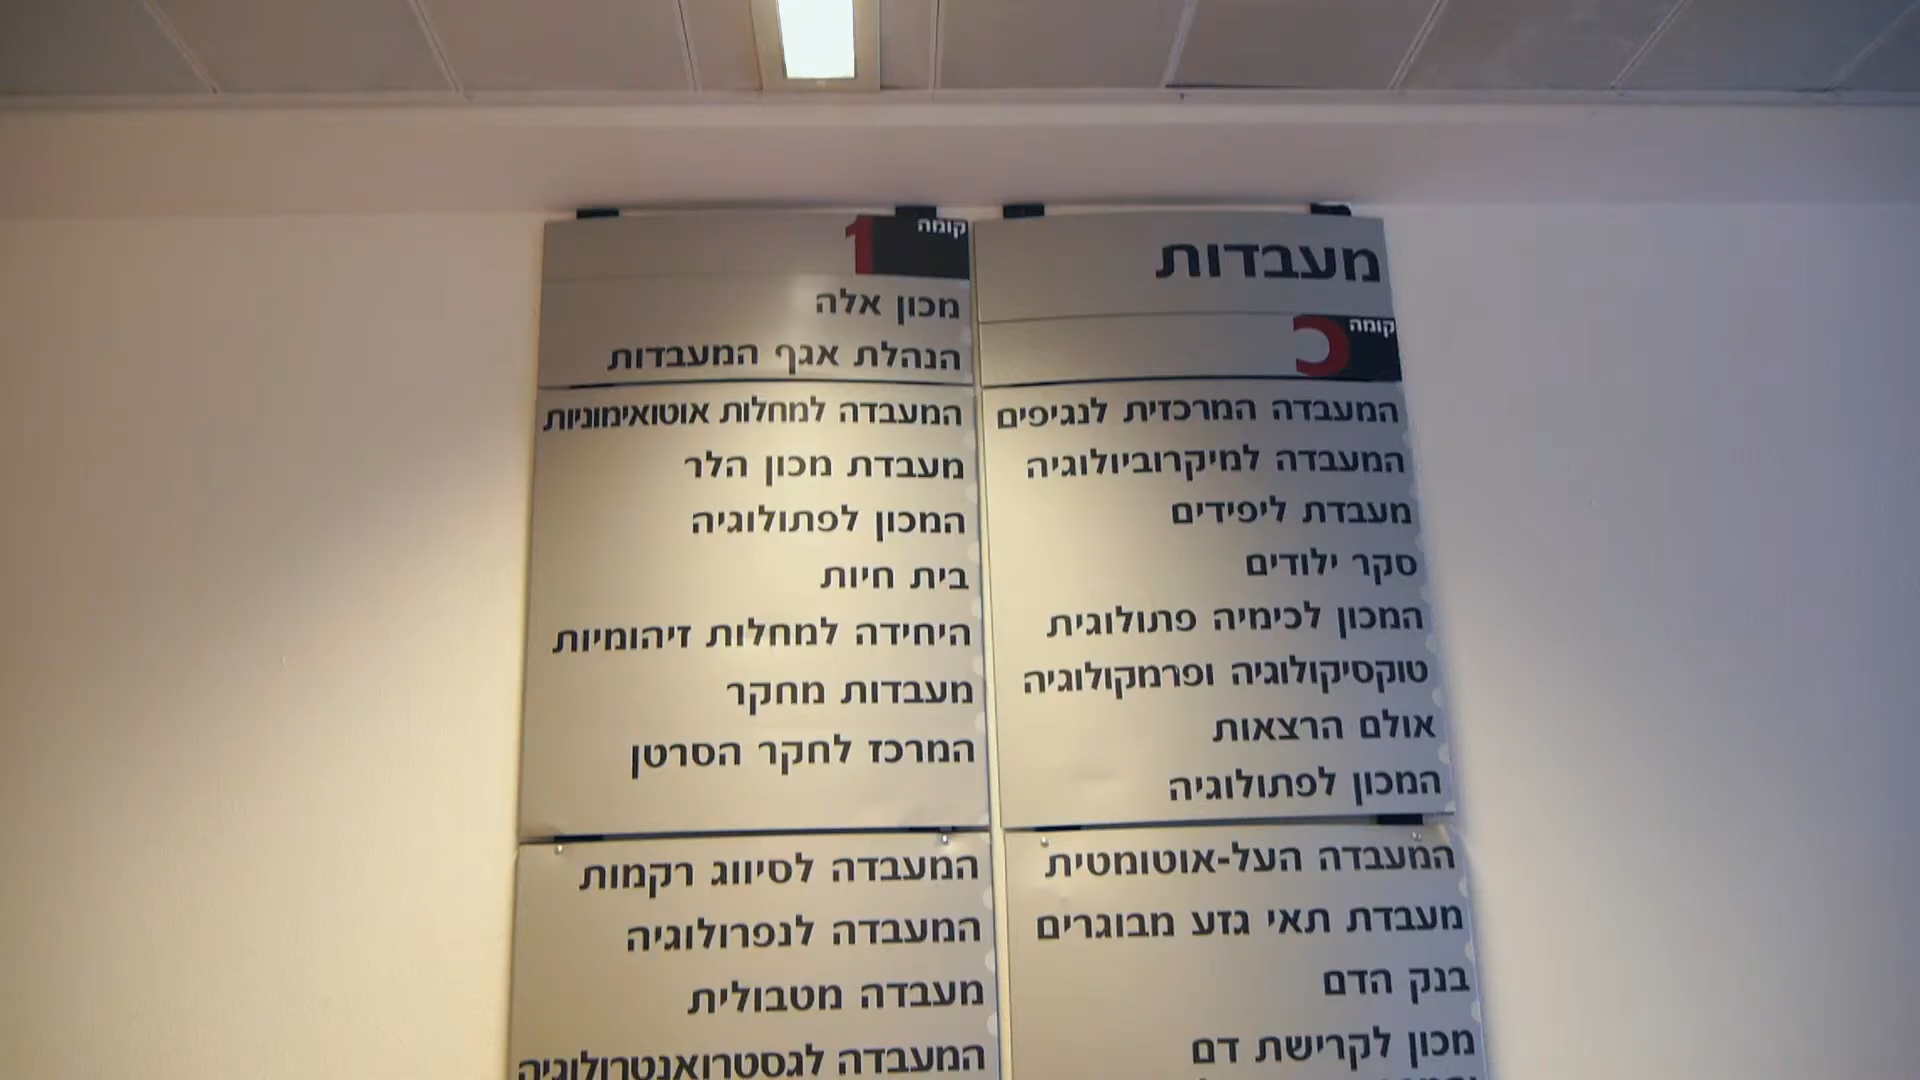 מעבדות
קומה
כ
המעבדה המרכזית לנגיפים
המעבדה למיקרוביולוגיה
מעבדת ליפידים
סקר ילודים
המכון לכימיה פתולוגית
טוקסיקולוגיה ופרמקולוגיה
אולם הרצאות
המכון לפתולוגיה
המעבדה העל-אוטומטית
מעבדת תאי גזע מבוגרים
בנק הדם
מכון לקרישת דם
קומה
1
מכון אלה
הנהלת אגף המעבדות
המעבדה למחלות אוטואימוניות
מעבדת מכון הלר
המכון לפתולוגיה
בית חיות
היחידה למחלות זיהומיות
מעבדות מחקר
המרכז לחקר הסרטן
המעבדה לסיווג רקמות
המעבדה לנפרולוגיה
מעבדה מטבולית
המעבדה לגסטרואנטרולוגיה